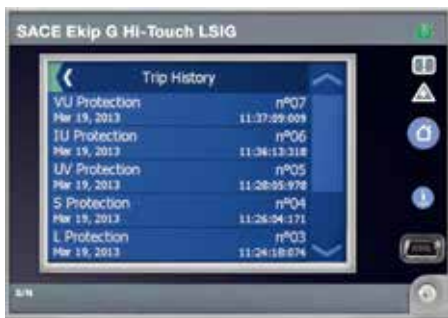 SACE Ekip G Hi-Touch LSIG
Trip History
VU Protection nº07
Mar 19, 2013 11:37:09:009
IU Protection nº06
Mar 19, 2013 11:36:13:318
UV Protection nº05
Mar 19, 2013 11:28:05:978
S Protection nº04
Mar 19, 2013 11:26:04:171
L Protection nº03
Mar 19, 2013 11:24:18:074
S/N